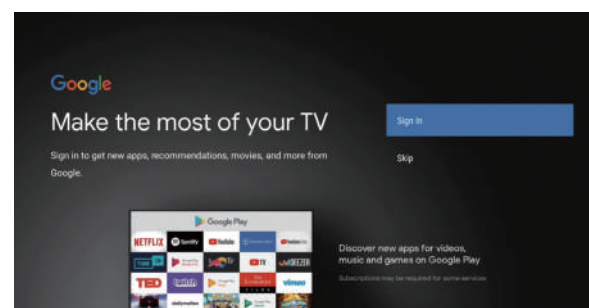 Google
Make the most of your TV
Sign In
Sign in to get new apps, recommendations, movies, and more from
Google.
Skip
Google Play
NETFLIX Spotify YouTube
TV DEEZER
TED twitch vimeo
dailymotion
Discover new apps for videos,
music and games on Google Play
Subscriptions may be required for some services